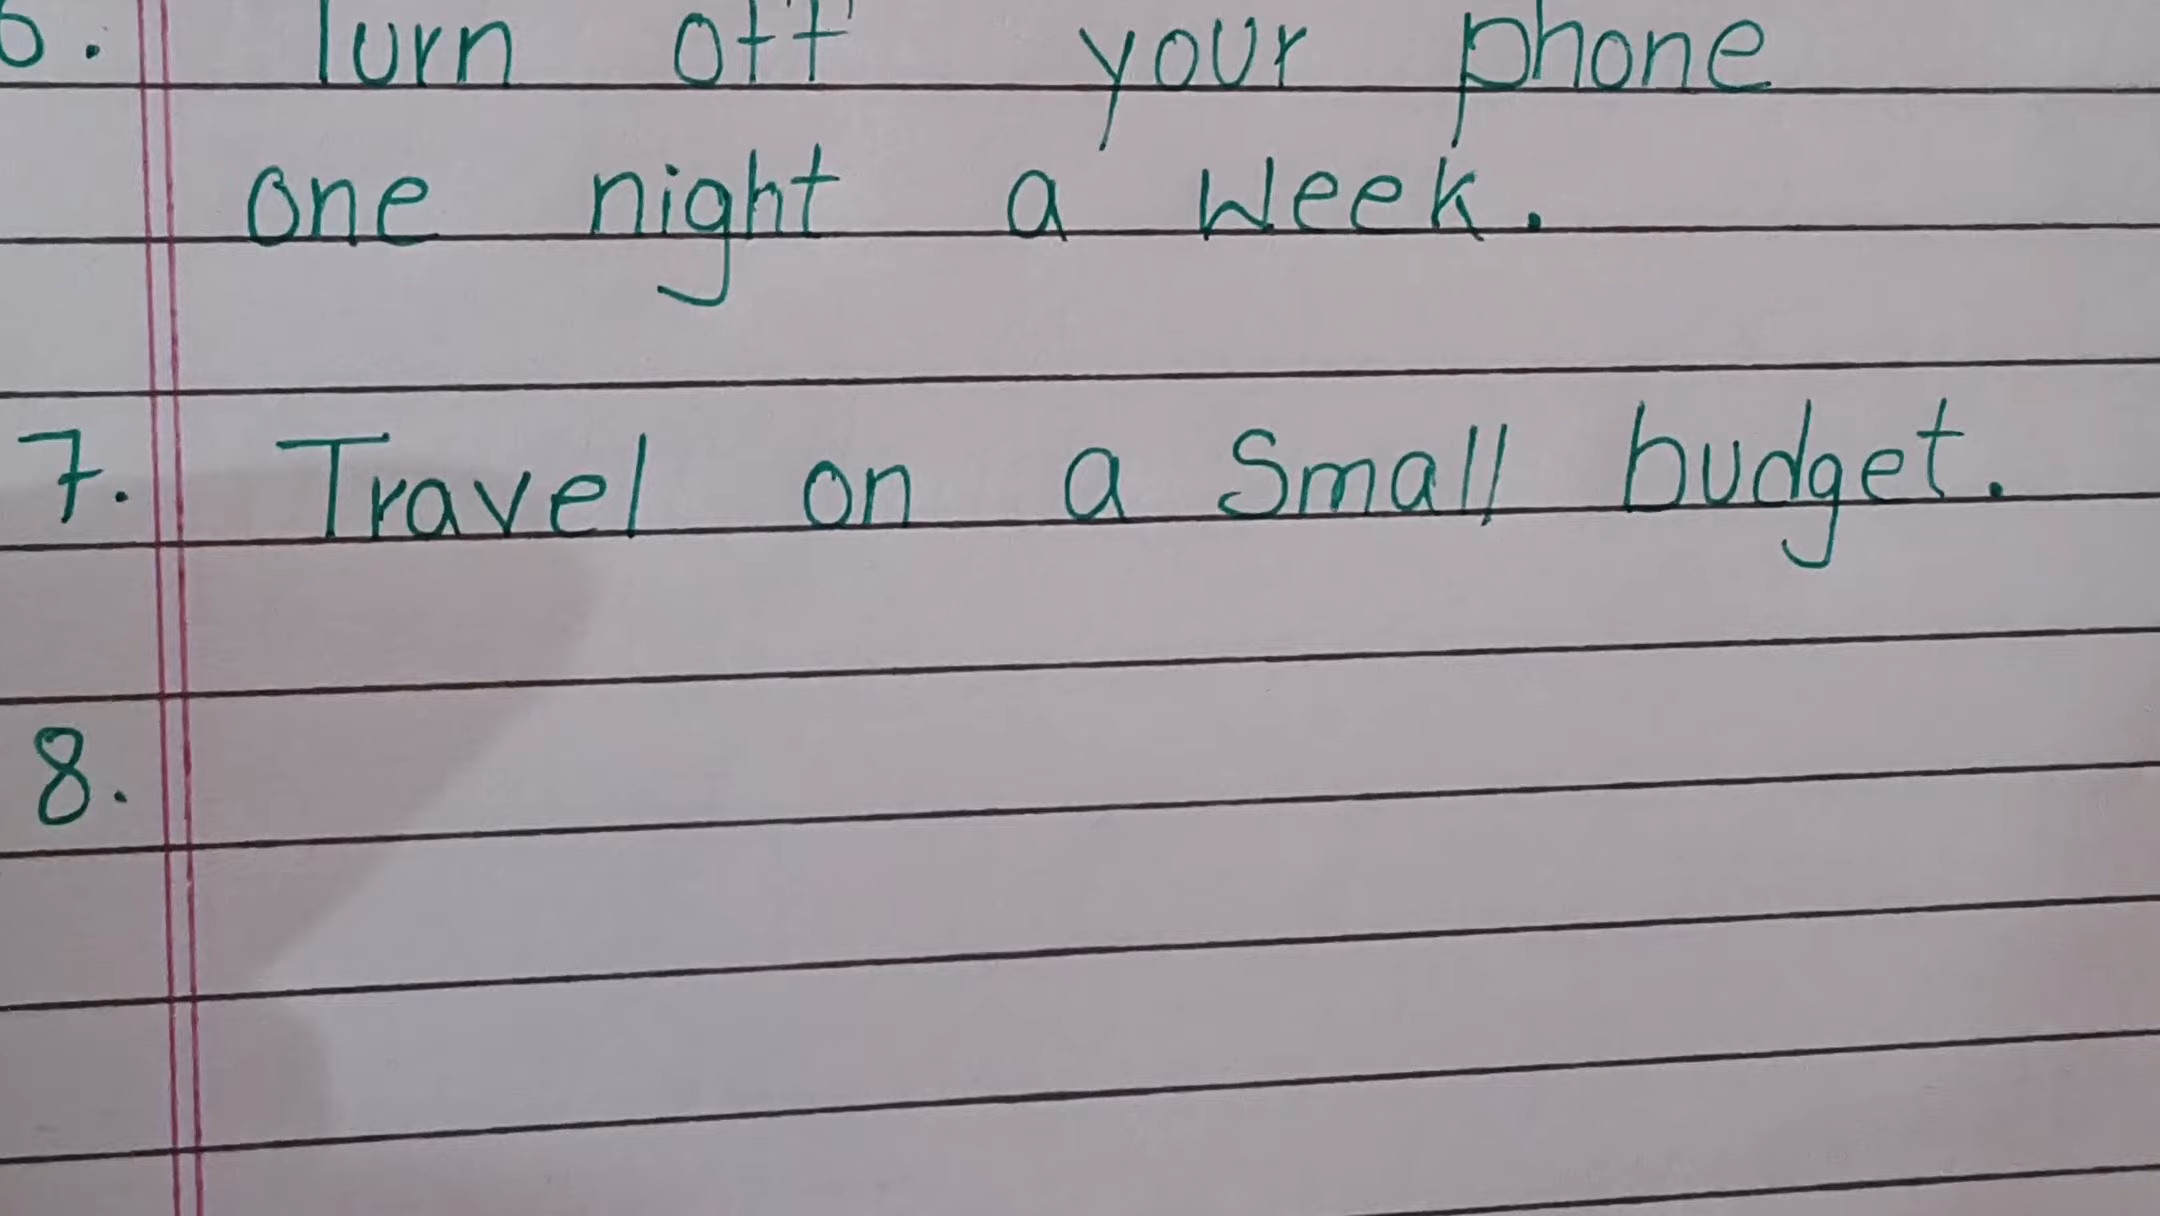 6. Turn off your phone
one night a week.
7. Travel on a Small budget.
8.